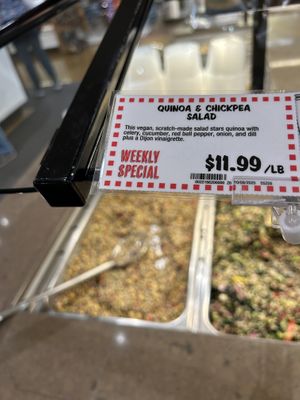 QUINOA & CHICKPEA
SALAD
This vegan, scratch-made salad stars quinoa with
celery, cucumber, red bell pepper, onion, and dill
plus a Dijon vinaigrette.
WEEKLY
SPECIAL
$11.99/LB